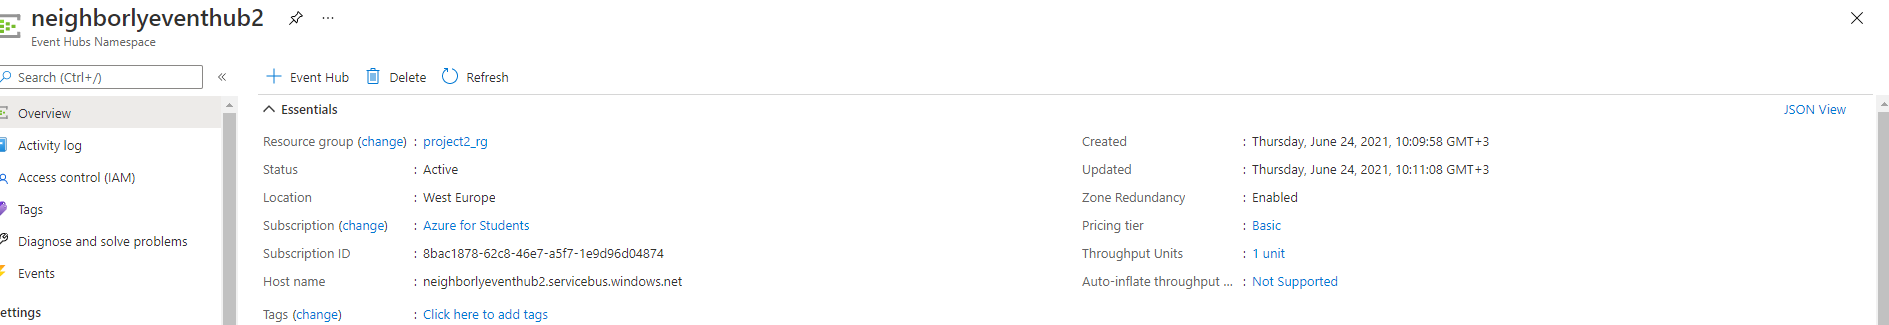 neighborlyeventhub2
Event Hubs Namespace
Search (Ctrl+/)
«
Event Hub Delete Refresh
Overview
Activity log
Access control (IAM)
Tags
Diagnose and solve problems
Events
ettings
Essentials
JSON View
Resource group (change) : project2_rg
Status : Active
Location : West Europe
Subscription (change) : Azure for Students
Subscription ID : 8bac1878-62c8-46e7-a5f7-1e9d96d04874
Host name : neighborlyeventhub2.servicebus.windows.net
Tags (change) : Click here to add tags
Created : Thursday, June 24, 2021, 10:09:58 GMT+3
Updated : Thursday, June 24, 2021, 10:11:08 GMT+3
Zone Redundancy : Enabled
Pricing tier : Basic
Throughput Units : 1 unit
Auto-inflate throughput ... : Not Supported